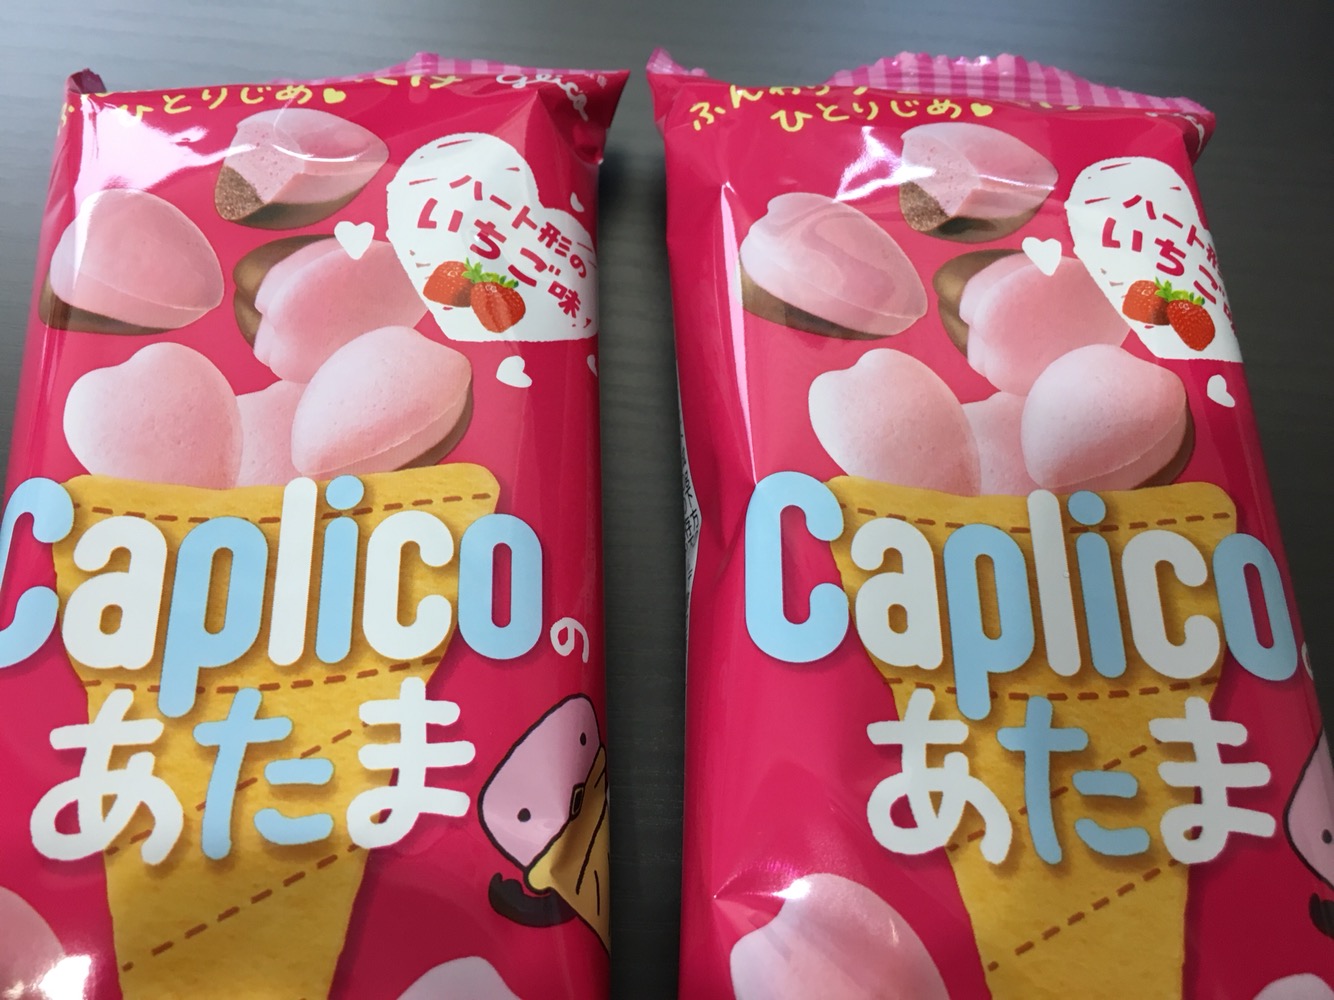 ひとりじめ
glico
ハート形の
いちご味
Caplicoの
あたま
ふんわり
ひとりじめ
ハート形
いちご味
Caplico
あたま